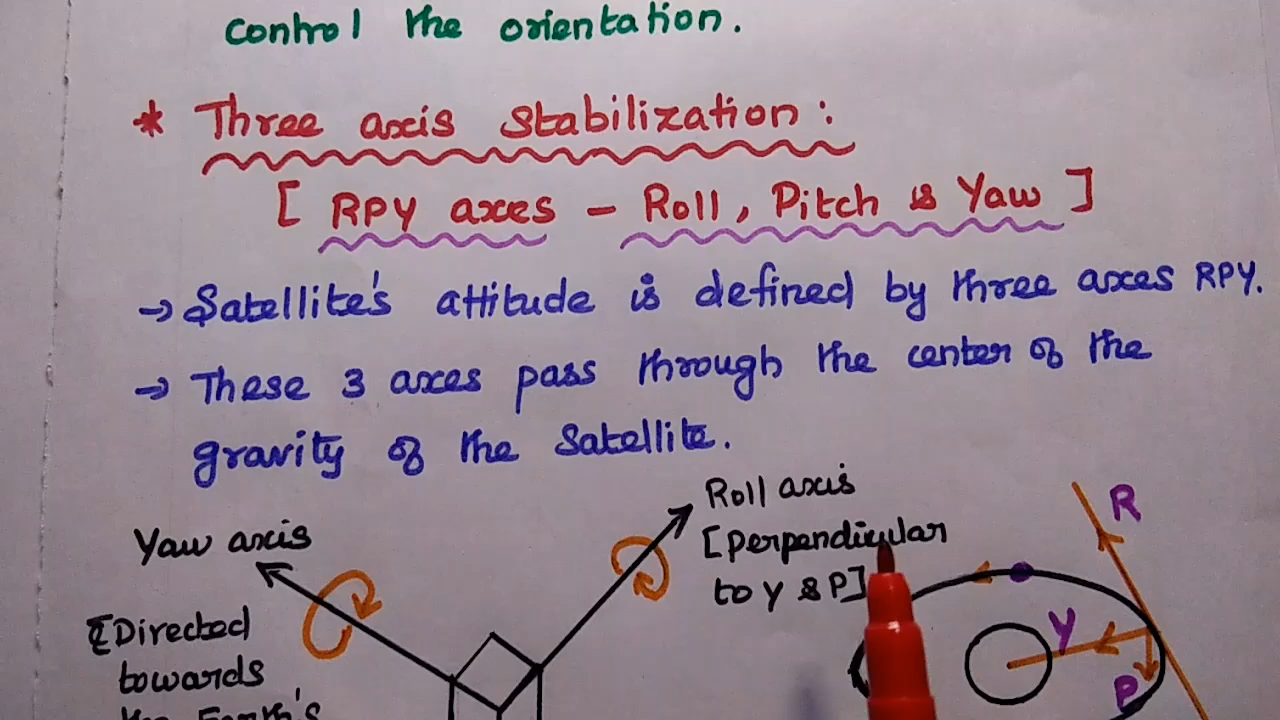 control the orientation.
* Three axis stabilization:
[RPY axes - Roll, Pitch & Yaw]
→ Satellite's attitude is defined by three axes RPY.
→ These 3 axes pass through the center of the
gravity of the Satellite.
Roll axis
[Perpendicular
to Y & P]
Yaw axis
[Directed
towards
the Earth's
R
Y
P